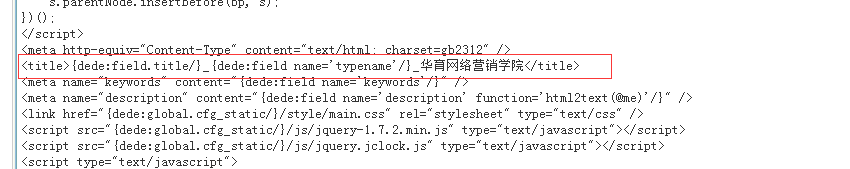 s.parentNode.insertBefore(bp, s);
})();
</script>
<meta http-equiv="Content-Type" content="text/html; charset=gb2312" />
<title>{dede:field.title/}_{dede:field name='typename'/}_华育网络营销学院</title>
<meta name="keywords" content="{dede:field name='keywords'/}" />
<meta name="description" content="{dede:field name='description' function='html2text(@me)'/}" />
<link href="{dede:global.cfg_static/}/style/main.css" rel="stylesheet" type="text/css" />
<script src="{dede:global.cfg_static/}/js/jquery-1.7.2.min.js" type="text/javascript"></script>
<script src="{dede:global.cfg_static/}/js/jquery.jclock.js" type="text/javascript"></script>
<script type="text/javascript">